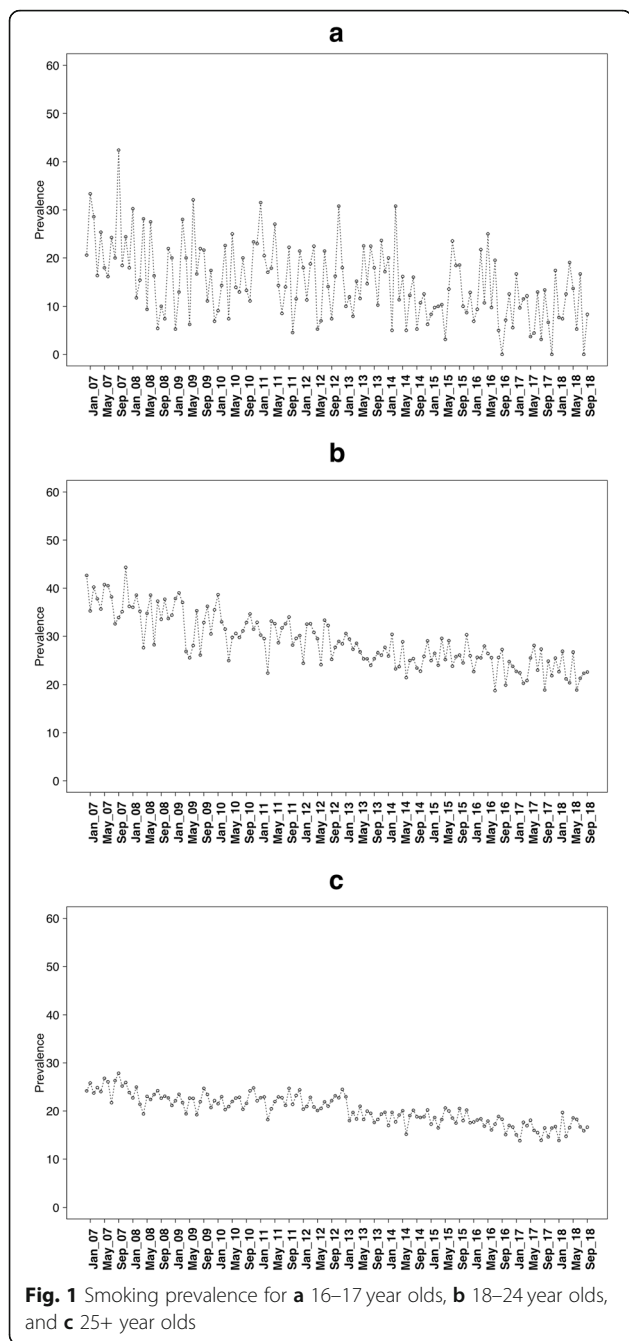 a
60
50
40
30
20
10
0
Prevalence
Jan_07 May_07 Sep_07 Jan_08 May_08 Sep_08 Jan_09 May_09 Sep_09 Jan_10 May_10 Sep_10 Jan_11 May_11 Sep_11 Jan_12 May_12 Sep_12 Jan_13 May_13 Sep_13 Jan_14 May_14 Sep_14 Jan_15 May_15 Sep_15 Jan_16 May_16 Sep_16 Jan_17 May_17 Sep_17 Jan_18 May_18 Sep_18
b
60
50
40
30
20
10
0
Prevalence
Jan_07 May_07 Sep_07 Jan_08 May_08 Sep_08 Jan_09 May_09 Sep_09 Jan_10 May_10 Sep_10 Jan_11 May_11 Sep_11 Jan_12 May_12 Sep_12 Jan_13 May_13 Sep_13 Jan_14 May_14 Sep_14 Jan_15 May_15 Sep_15 Jan_16 May_16 Sep_16 Jan_17 May_17 Sep_17 Jan_18 May_18 Sep_18
c
60
50
40
30
20
10
0
Prevalence
Jan_07 May_07 Sep_07 Jan_08 May_08 Sep_08 Jan_09 May_09 Sep_09 Jan_10 May_10 Sep_10 Jan_11 May_11 Sep_11 Jan_12 May_12 Sep_12 Jan_13 May_13 Sep_13 Jan_14 May_14 Sep_14 Jan_15 May_15 Sep_15 Jan_16 May_16 Sep_16 Jan_17 May_17 Sep_17 Jan_18 May_18 Sep_18
Fig. 1 Smoking prevalence for a 16–17 year olds, b 18–24 year olds,
and c 25+ year olds